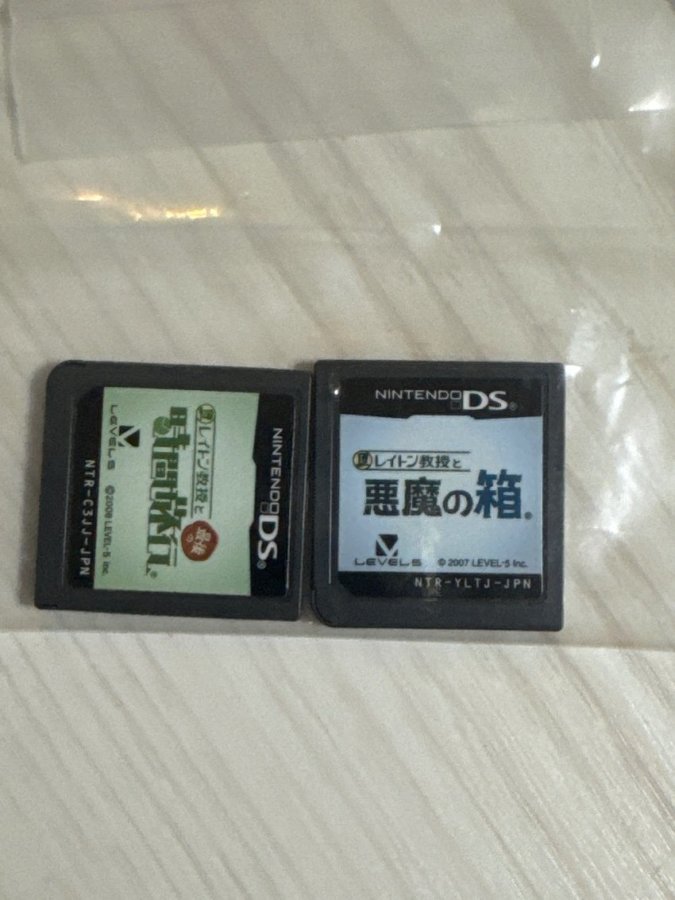 NINTENDO DS®
レイトン教授と
最後の
時間旅行®
LEVEL5
©2008 LEVEL-5 Inc.
NTR-C3JJ-JPN
NINTENDO DS®
レイトン教授と
悪魔の箱®
LEVEL5
© 2007 LEVEL-5 Inc.
NTR-YLTJ-JPN